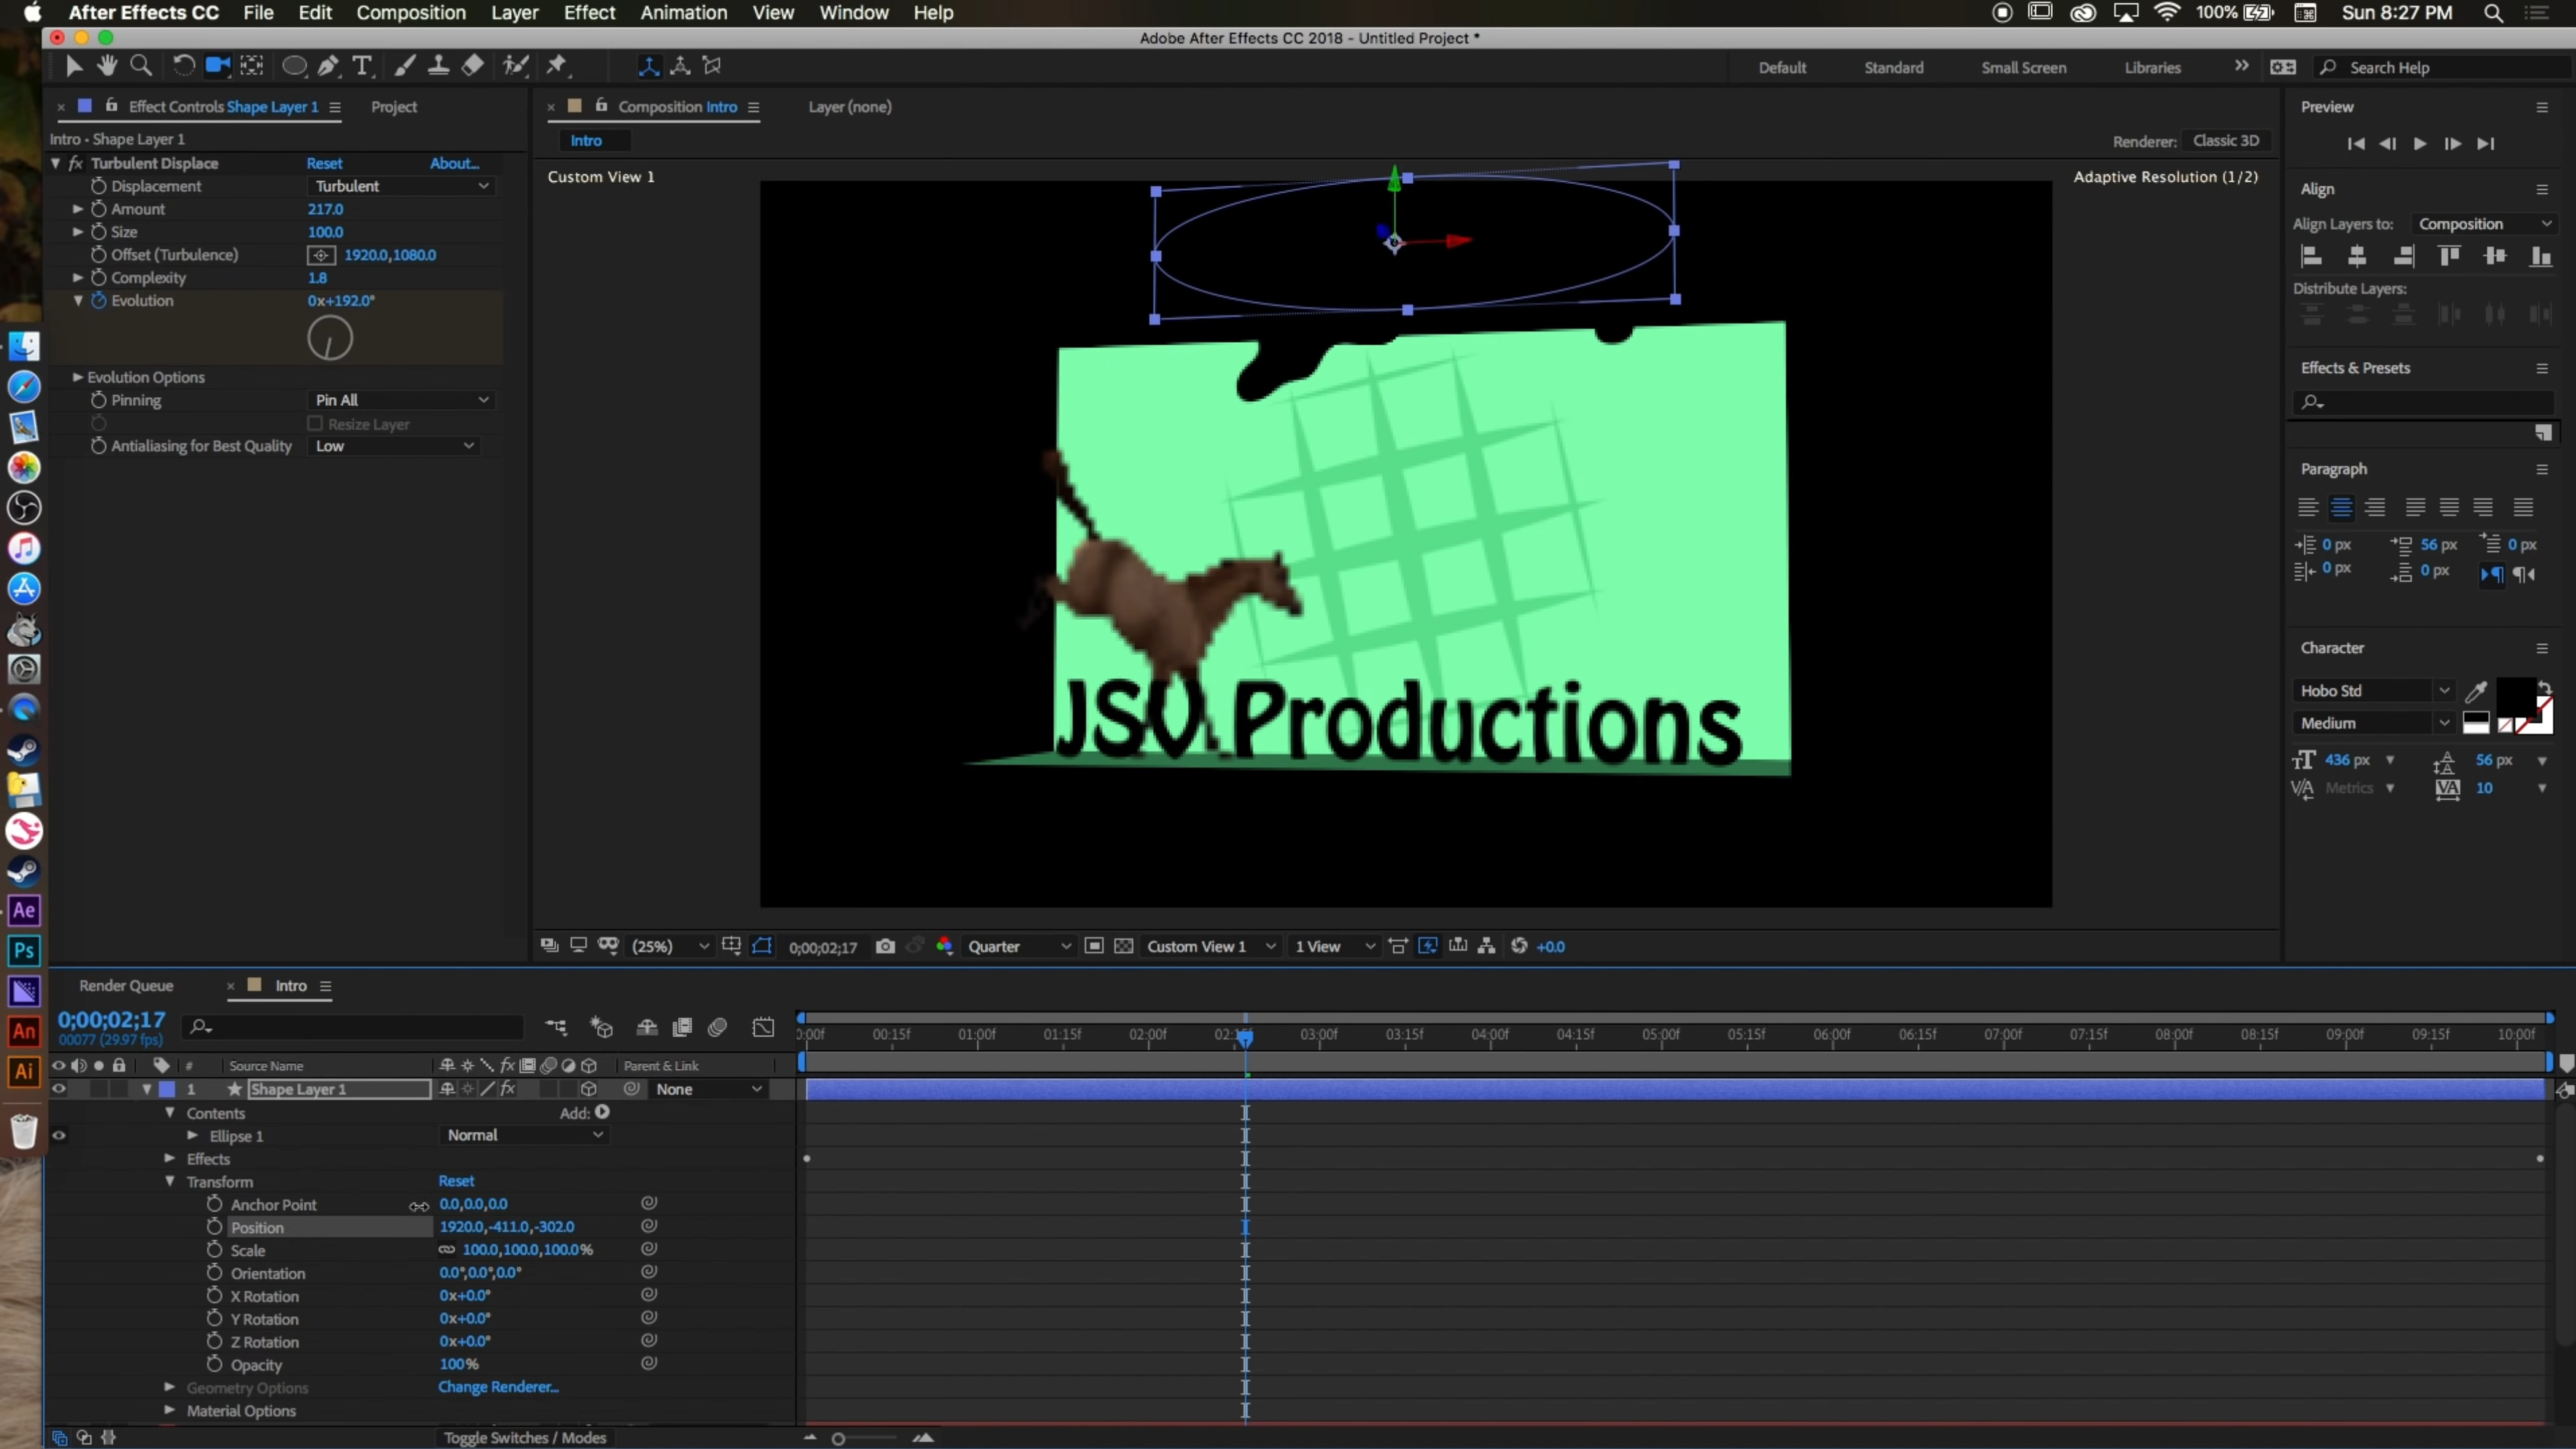 After Effects CC File Edit Composition Layer Effect Animation View Window Help 100% Sun 8:27 PM
Adobe After Effects CC 2018 - Untitled Project *
Default Standard Small Screen Libraries Search Help
Effect Controls Shape Layer 1 Project
Composition Intro Layer (none)
Intro • Shape Layer 1
Intro Renderer: Classic 3D
fx Turbulent Displace Reset About...
Displacement Turbulent
Amount 217.0
Size 100.0
Offset (Turbulence) 1920.0,1080.0
Complexity 1.8
Evolution 0x+192.0°
Evolution Options
Pinning Pin All
Resize Layer
Antialiasing for Best Quality Low
Custom View 1 Adaptive Resolution (1/2)
JSV Productions
(25%) 0;00;02;17 Quarter Custom View 1 1 View +0.0
Preview
Align
Align Layers to: Composition
Distribute Layers:
Effects & Presets
Paragraph
0 px 56 px 0 px
0 px 0 px
Character
Hobo Std
Medium
436 px 56 px
Metrics 10
Ae
Ps
An
Ai
Render Queue Intro
0;00;02;17
00077 (29.97 fps)
0:00f 00:15f 01:00f 01:15f 02:00f 02:15f 03:00f 03:15f 04:00f 04:15f 05:00f 05:15f 06:00f 06:15f 07:00f 07:15f 08:00f 08:15f 09:00f 09:15f 10:00f
# Source Name fx Parent & Link
1 Shape Layer 1 fx None
Contents Add:
Ellipse 1 Normal
Effects
Transform Reset
Anchor Point 0.0,0.0,0.0
Position 1920.0,-411.0,-302.0
Scale 100.0,100.0,100.0%
Orientation 0.0°,0.0°,0.0°
X Rotation 0x+0.0°
Y Rotation 0x+0.0°
Z Rotation 0x+0.0°
Opacity 100%
Geometry Options Change Renderer...
Material Options
Toggle Switches / Modes